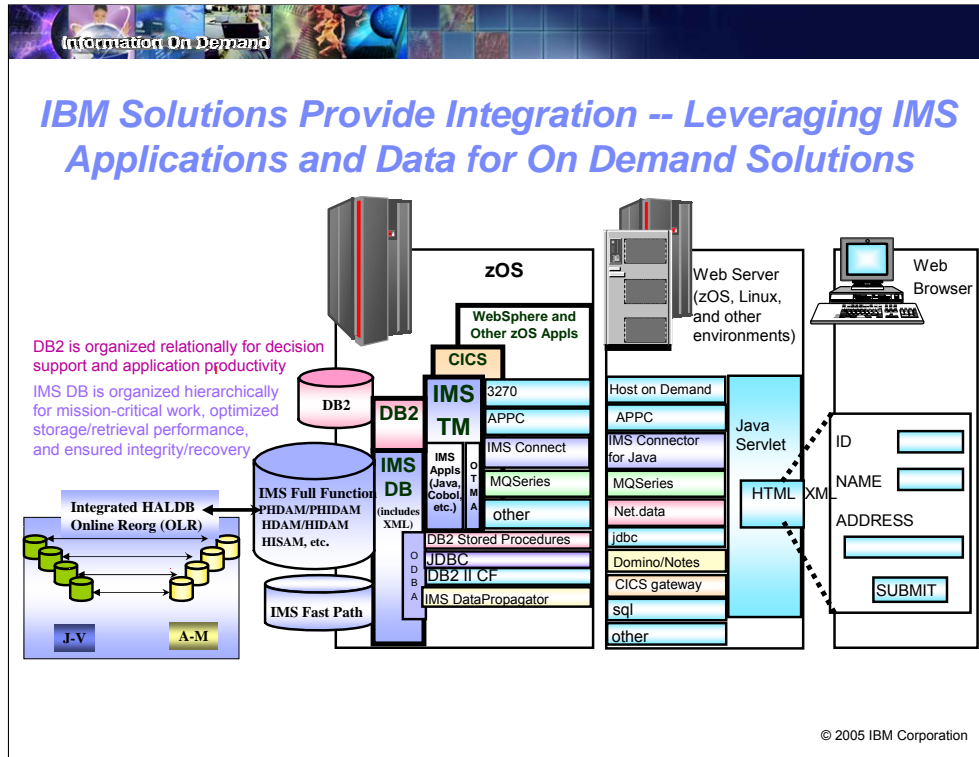 Information On Demand
IBM Solutions Provide Integration -- Leveraging IMS
Applications and Data for On Demand Solutions
DB2 is organized relationally for decision
support and application productivity
IMS DB is organized hierarchically
for mission-critical work, optimized
storage/retrieval performance,
and ensured integrity/recovery
Integrated HALDB
Online Reorg (OLR)
J-V
A-M
DB2
IMS Full Function
PHDAM/PHIDAM
HDAM/HIDAM
HISAM, etc.
IMS Fast Path
zOS
WebSphere and
Other zOS Appls
CICS
IMS
TM
DB2
IMS
DB
(includes
XML)
IMS
Appls
(Java,
Cobol,
etc.)
O
T
M
A
O
D
B
A
3270
APPC
IMS Connect
MQSeries
other
DB2 Stored Procedures
JDBC
DB2 II CF
IMS DataPropagator
Web Server
(zOS, Linux,
and other
environments)
Host on Demand
APPC
IMS Connector
for Java
MQSeries
Net.data
jdbc
Domino/Notes
CICS gateway
sql
other
Java
Servlet
HTML XML
Web
Browser
ID
NAME
ADDRESS
SUBMIT
© 2005 IBM Corporation